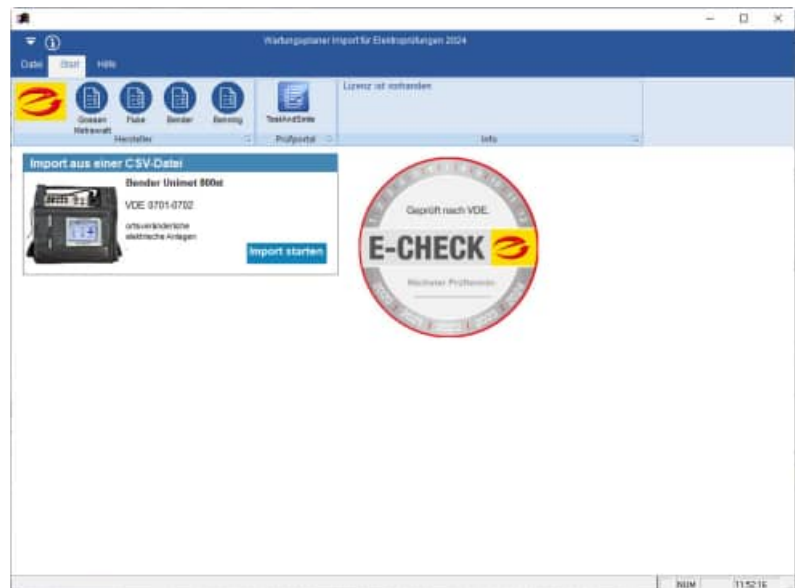 Wartungsplaner Import für Elektroprüfungen 2024
Datei Start Hilfe
Gossen Metrawatt
Fluke
Bender
Benning
Hersteller
TestAndSmile
Prüfportal
Lizenz ist vorhanden
Info
Import aus einer CSV-Datei
Bender Unimet 800st
VDE 0701-0702
ortsveränderliche
elektrische Anlagen
Import starten
Geprüft nach VDE.
E-CHECK
Nächster Prüftermin
NUM 11:52:16